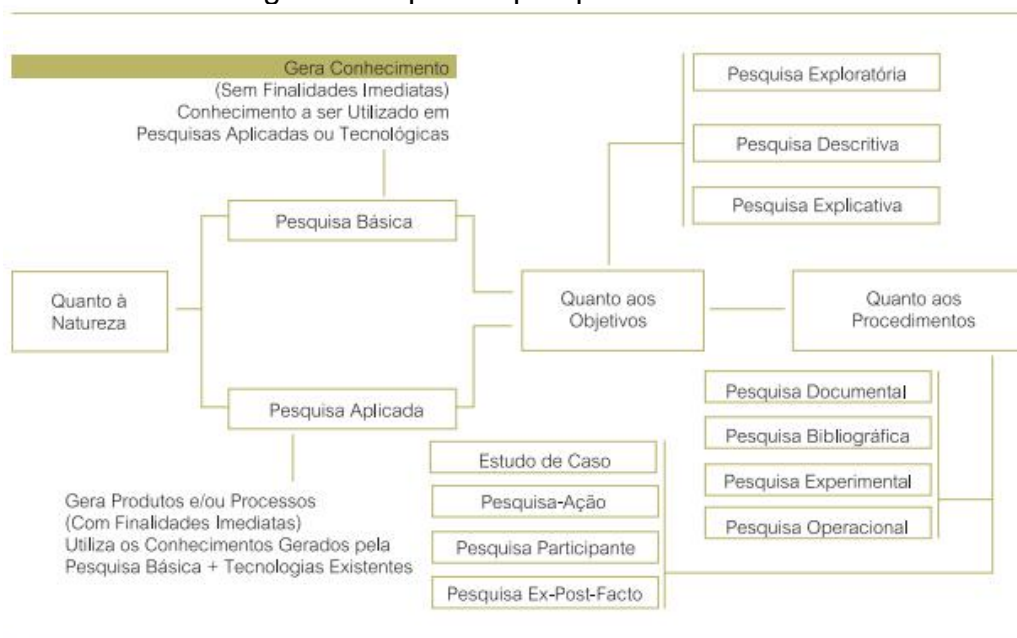 Gera Conhecimento
(Sem Finalidades Imediatas)
Conhecimento a ser Utilizado em
Pesquisas Aplicadas ou Tecnológicas
Pesquisa Exploratória
Pesquisa Descritiva
Pesquisa Explicativa
Pesquisa Básica
Quanto à
Natureza
Quanto aos
Objetivos
Quanto aos
Procedimentos
Pesquisa Aplicada
Gera Produtos e/ou Processos
(Com Finalidades Imediatas)
Utiliza os Conhecimentos Gerados pela
Pesquisa Básica + Tecnologias Existentes
Pesquisa Documental
Pesquisa Bibliográfica
Pesquisa Experimental
Pesquisa Operacional
Estudo de Caso
Pesquisa-Ação
Pesquisa Participante
Pesquisa Ex-Post-Facto